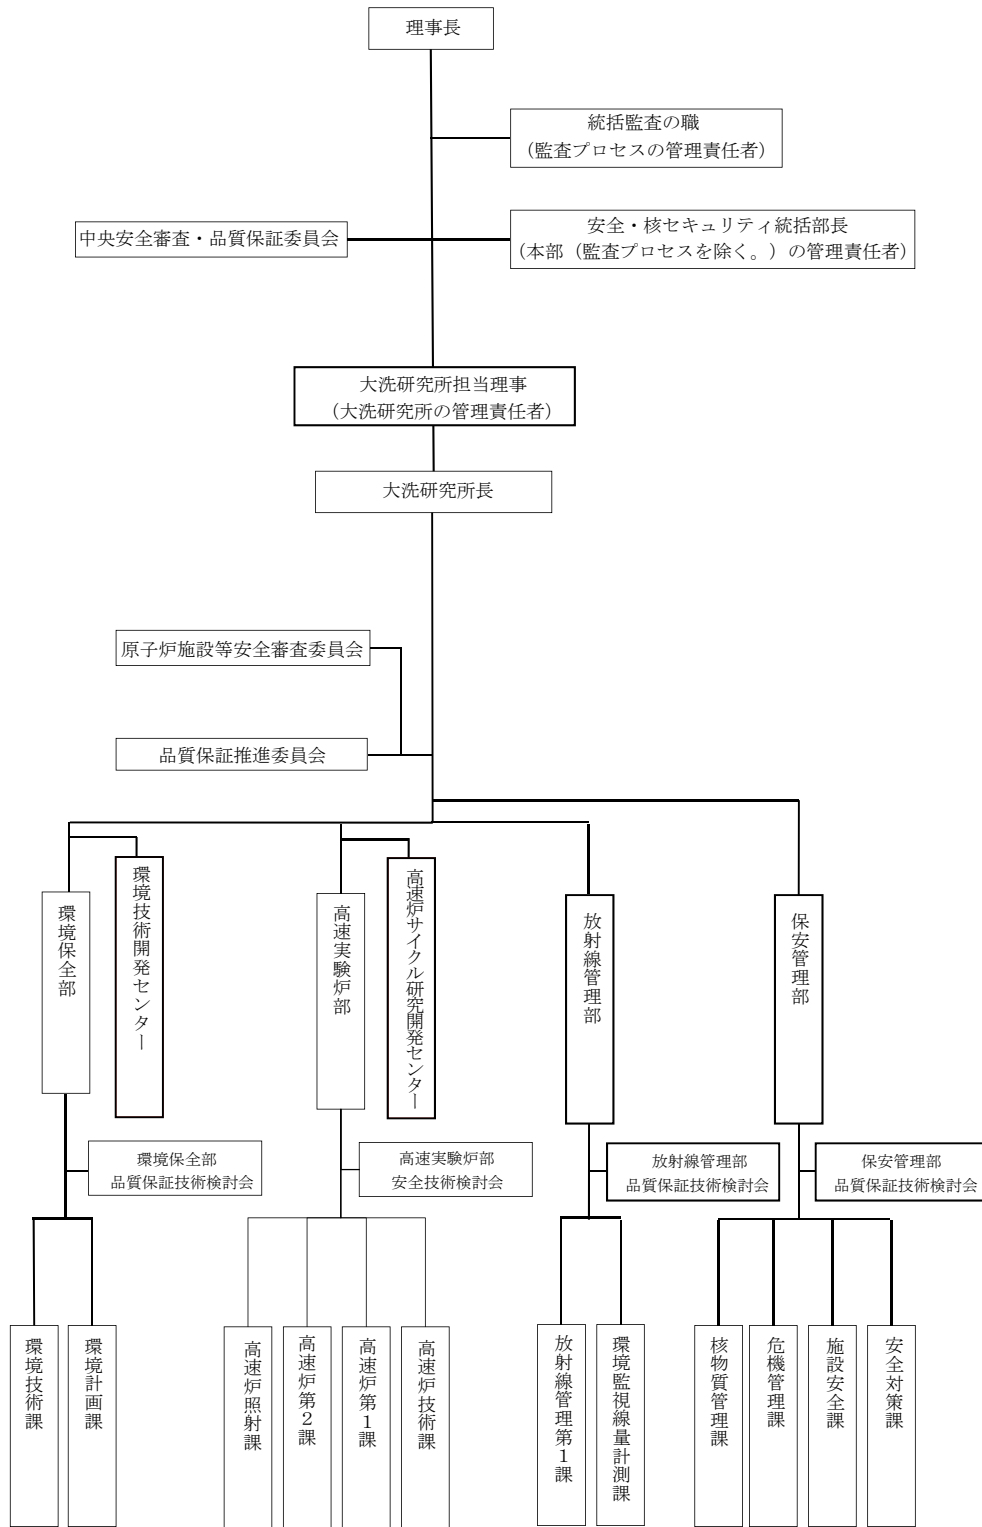 理事長
統括監査の職
（監査プロセスの管理責任者）
中央安全審査・品質保証委員会
安全・核セキュリティ統括部長
（本部（監査プロセスを除く。）の管理責任者）
大洗研究所担当理事
（大洗研究所の管理責任者）
大洗研究所長
原子炉施設等安全審査委員会
品質保証推進委員会
環境保全部
環境技術開発センター
高速実験炉部
高速炉サイクル研究開発センター
放射線管理部
保安管理部
環境保全部
品質保証技術検討会
高速実験炉部
安全技術検討会
放射線管理部
品質保証技術検討会
保安管理部
品質保証技術検討会
環境技術課
環境計画課
高速炉照射課
高速炉第２課
高速炉第１課
高速炉技術課
放射線管理第１課
環境監視線量計測課
核物質管理課
危機管理課
施設安全課
安全対策課